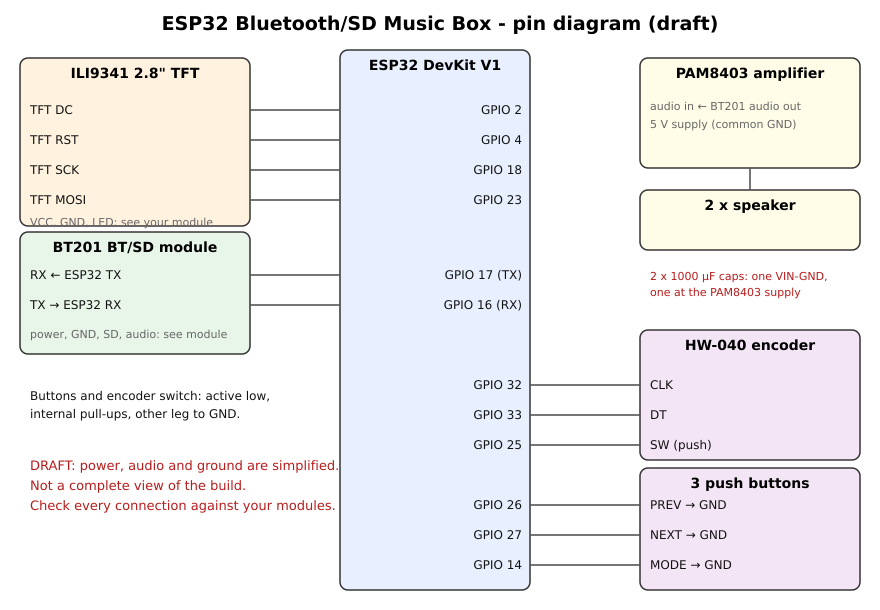 ESP32 Bluetooth/SD Music Box - pin diagram (draft)
ILI9341 2.8" TFT
TFT DC
TFT RST
TFT SCK
TFT MOSI
VCC, GND, LED: see your module
BT201 BT/SD module
RX ← ESP32 TX
TX → ESP32 RX
power, GND, SD, audio: see module
Buttons and encoder switch: active low,
internal pull-ups, other leg to GND.
DRAFT: power, audio and ground are simplified.
Not a complete view of the build.
Check every connection against your modules.
ESP32 DevKit V1
GPIO 2
GPIO 4
GPIO 18
GPIO 23
GPIO 17 (TX)
GPIO 16 (RX)
GPIO 32
GPIO 33
GPIO 25
GPIO 26
GPIO 27
GPIO 14
PAM8403 amplifier
audio in ← BT201 audio out
5 V supply (common GND)
2 x speaker
2 x 1000 µF caps: one VIN-GND,
one at the PAM8403 supply
HW-040 encoder
CLK
DT
SW (push)
3 push buttons
PREV → GND
NEXT → GND
MODE → GND